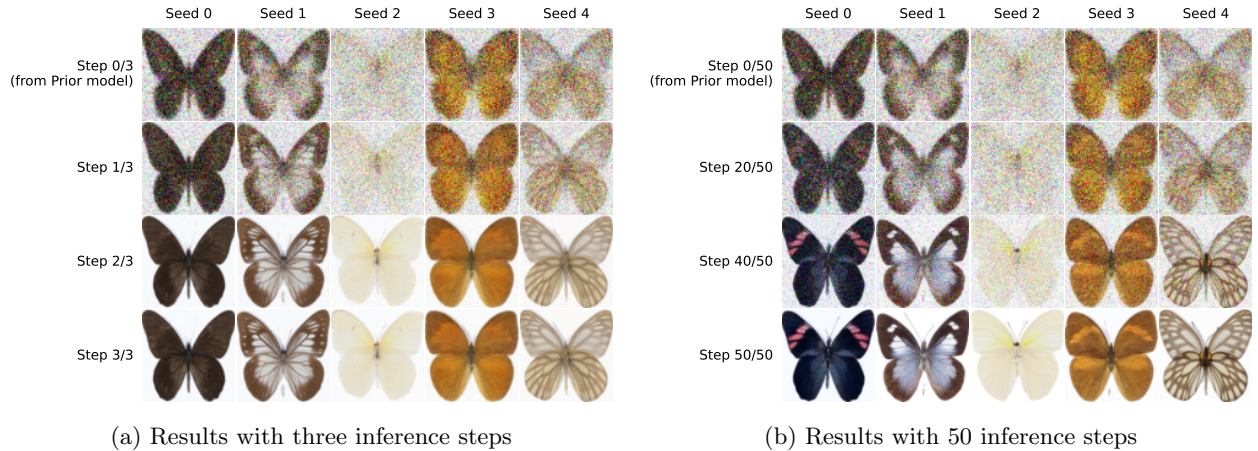 Seed 0 Seed 1 Seed 2 Seed 3 Seed 4
Step 0/3
(from Prior model)
Step 1/3
Step 2/3
Step 3/3
(a) Results with three inference steps
Seed 0 Seed 1 Seed 2 Seed 3 Seed 4
Step 0/50
(from Prior model)
Step 20/50
Step 40/50
Step 50/50
(b) Results with 50 inference steps